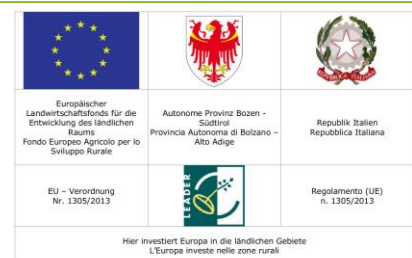 Europäischer
Landwirtschaftsfonds für die
Entwicklung des ländlichen
Raums
Fondo Europeo Agricolo per lo
Sviluppo Rurale
Autonome Provinz Bozen -
Südtirol
Provincia Autonoma di Bolzano –
Alto Adige
Republik Italien
Repubblica Italiana
EU – Verordnung
Nr. 1305/2013
LEADER
Regolamento (UE)
n. 1305/2013
Hier investiert Europa in die ländlichen Gebiete
L'Europa investe nelle zone rurali